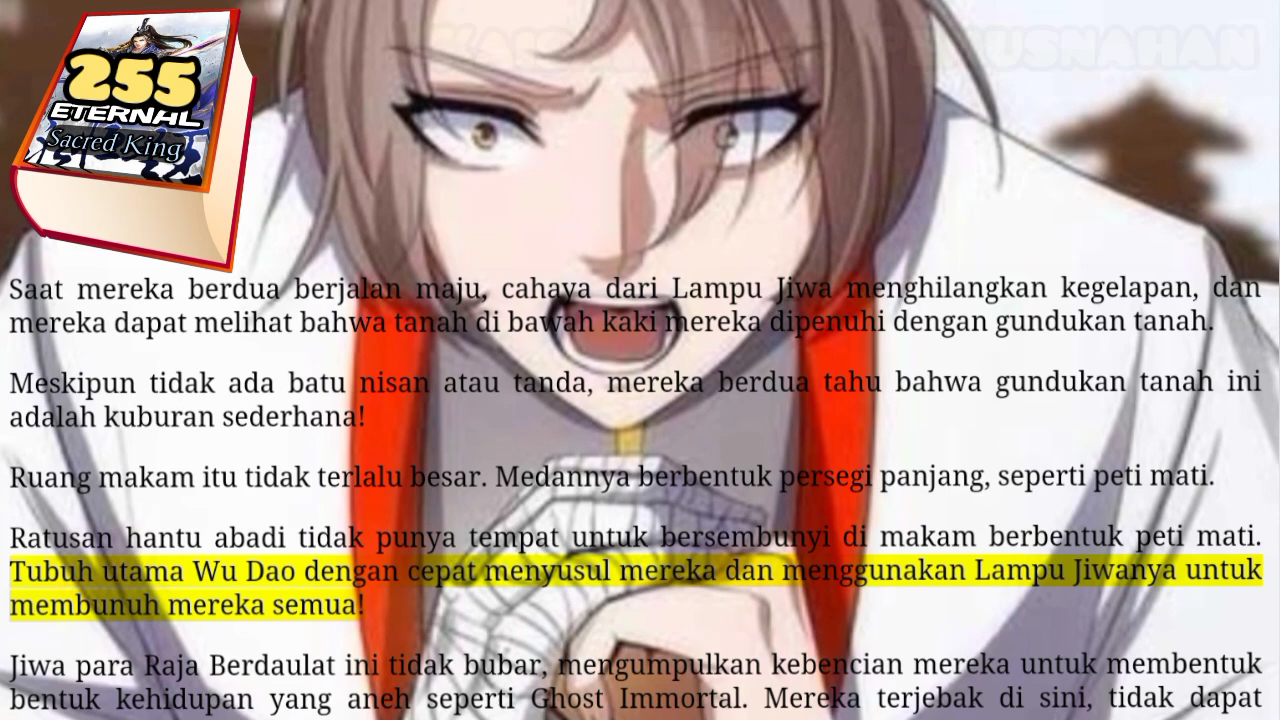 255
ETERNAL
Sacred King
Saat mereka berdua berjalan maju, cahaya dari Lampu Jiwa menghilangkan kegelapan, dan
mereka dapat melihat bahwa tanah di bawah kaki mereka dipenuhi dengan gundukan tanah.
Meskipun tidak ada batu nisan atau tanda, mereka berdua tahu bahwa gundukan tanah ini
adalah kuburan sederhana!
Ruang makam itu tidak terlalu besar. Medannya berbentuk persegi panjang, seperti peti mati.
Ratusan hantu abadi tidak punya tempat untuk bersembunyi di makam berbentuk peti mati.
Tubuh utama Wu Dao dengan cepat menyusul mereka dan menggunakan Lampu Jiwanya untuk
membunuh mereka semua!
Jiwa para Raja Berdaulat ini tidak bubar, mengumpulkan kebencian mereka untuk membentuk
bentuk kehidupan yang aneh seperti Ghost Immortal. Mereka terjebak di sini, tidak dapat